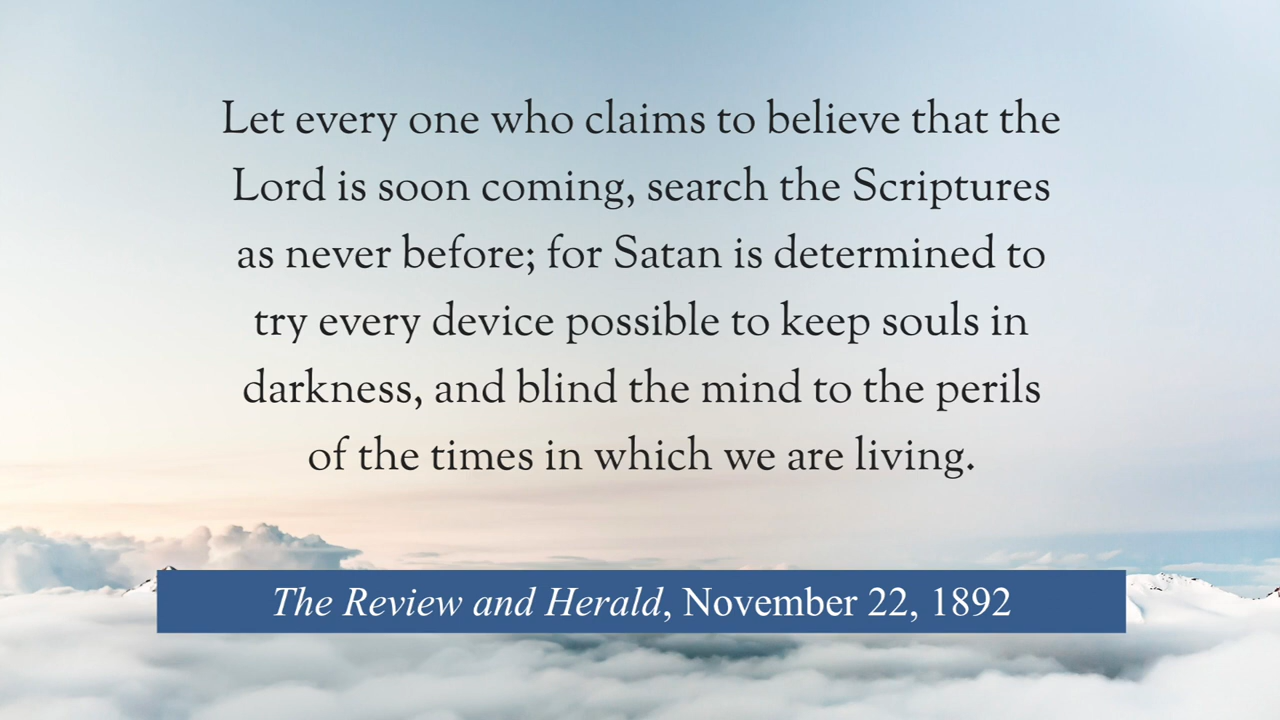 Let every one who claims to believe that the
Lord is soon coming, search the Scriptures
as never before; for Satan is determined to
try every device possible to keep souls in
darkness, and blind the mind to the perils
of the times in which we are living.
The Review and Herald, November 22, 1892